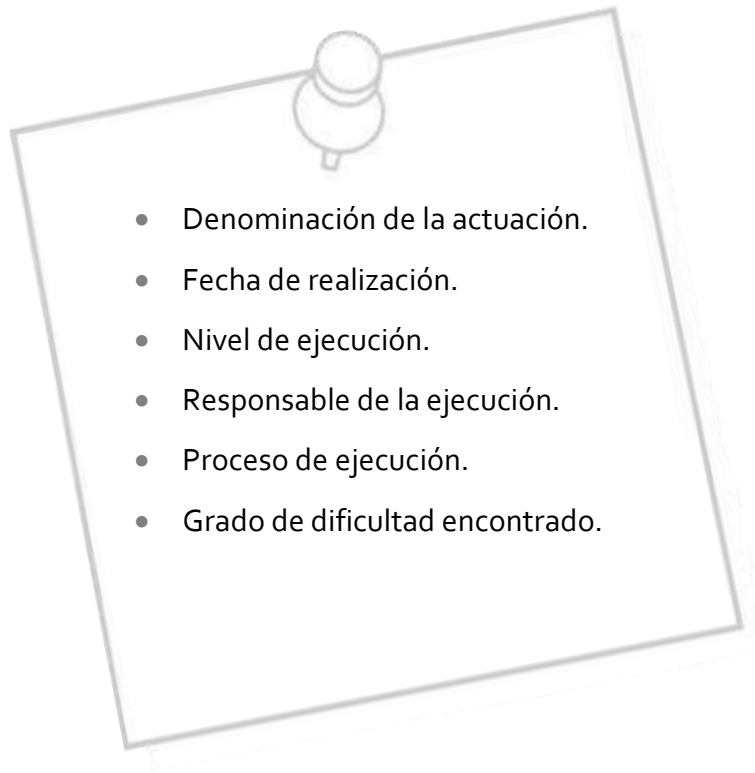 • Denominación de la actuación.
• Fecha de realización.
• Nivel de ejecución.
• Responsable de la ejecución.
• Proceso de ejecución.
• Grado de dificultad encontrado.